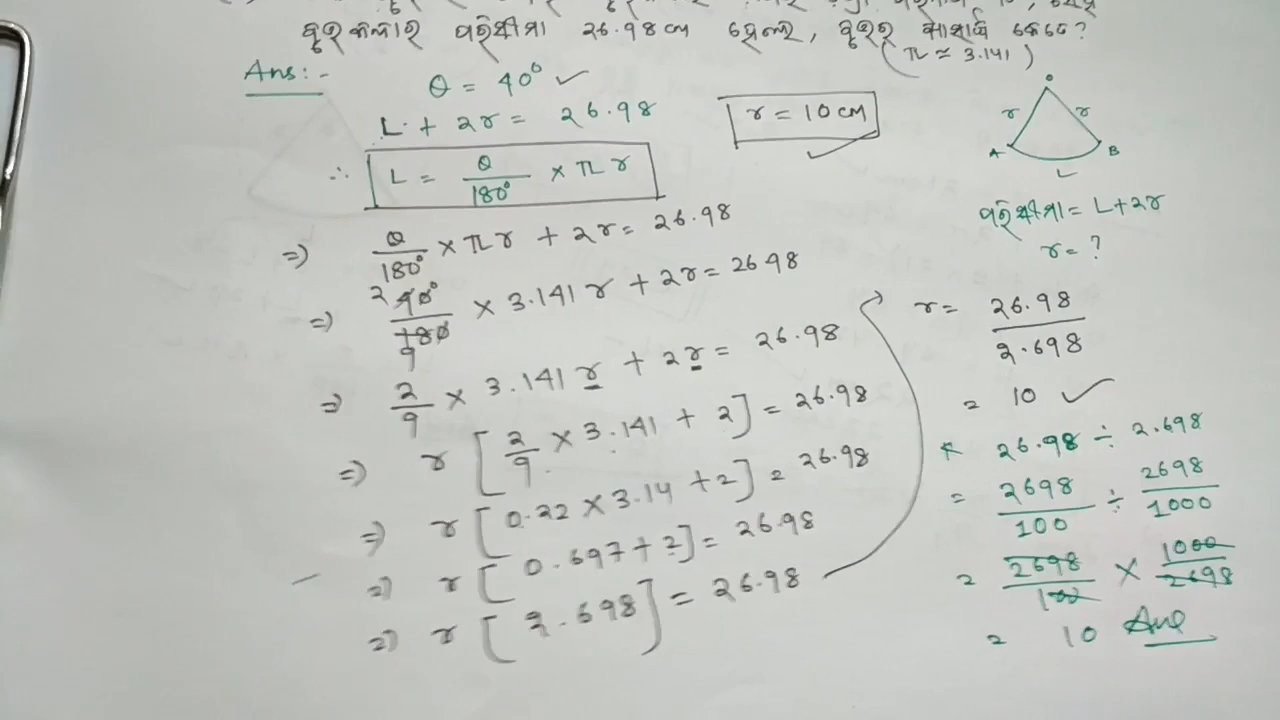 ବୃତ୍ତକଳାର ପରିସୀମା 26.98 cm ହେଲେ, ବୃତ୍ତର ବ୍ୟାସାର୍ଦ୍ଧ କେତେ?
(π ≃ 3.141)
Ans:-
θ = 40° ✓
L + 2r = 26.98
∴ L = θ/180° × π r
=) θ/180° × π r + 2r = 26.98
=) 2 40°/180 9 × 3.141 r + 2r = 26 98
=) 2/9 × 3.141 r + 2r = 26.98
=) r [2/9 × 3.141 + 2] = 26.98
=) r [0.22 × 3.14 + 2] = 26.98
=) r [0.697 + 2] = 26.98
=) r [2.698] = 26.98
r = 10 cm
✓
r r
A B
L
ପରିସୀମା = L + 2r
r = ?
r = 26.98/2.698
= 10 ✓
* 26.98 ÷ 2.698
= 2698/100 ÷ 2698/1000
= 2698/100 × 1000/2698
= 10 Ans